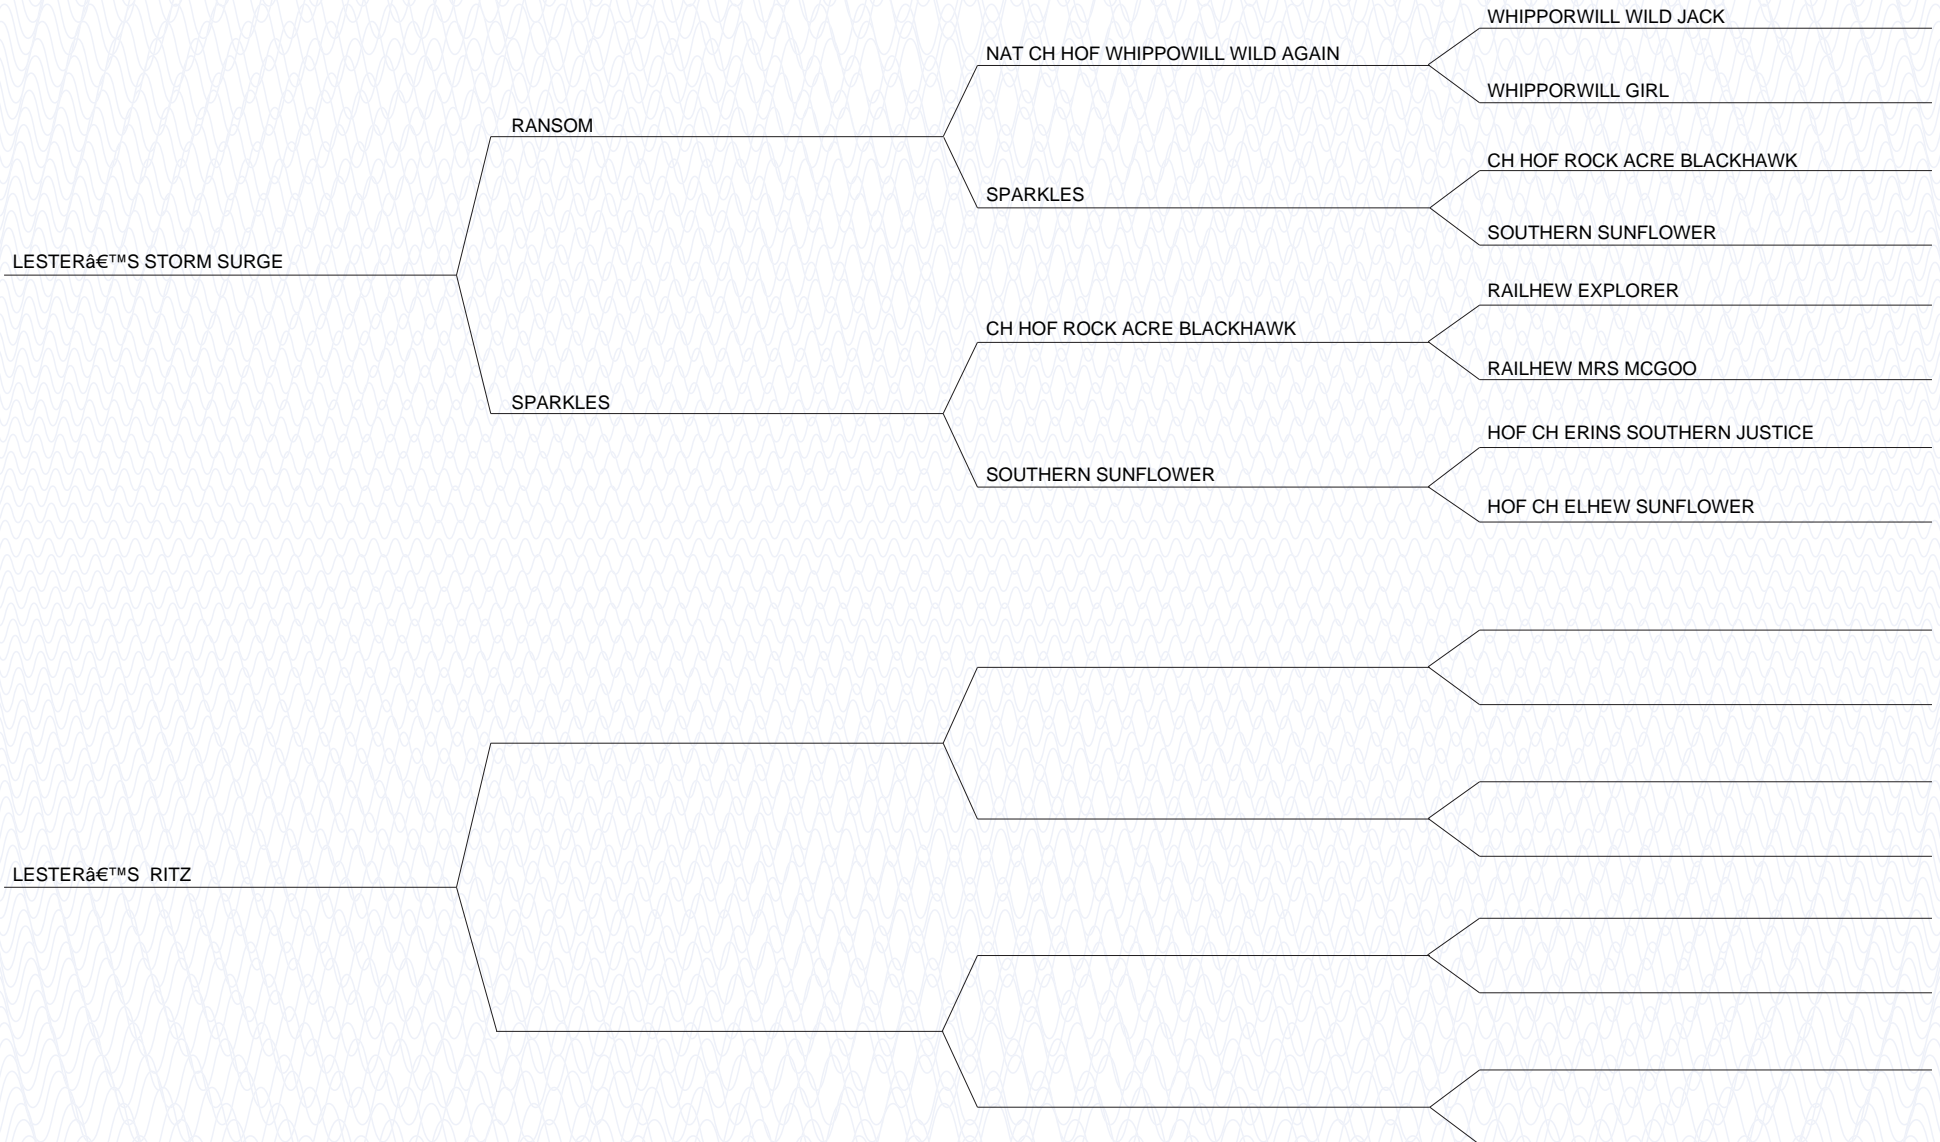 WHIPPORWILL WILD JACK
NAT CH HOF WHIPPOWILL WILD AGAIN
WHIPPORWILL GIRL
RANSOM
CH HOF ROCK ACRE BLACKHAWK
SPARKLES
SOUTHERN SUNFLOWER
LESTERâ€™S STORM SURGE
RAILHEW EXPLORER
CH HOF ROCK ACRE BLACKHAWK
RAILHEW MRS MCGOO
SPARKLES
HOF CH ERINS SOUTHERN JUSTICE
SOUTHERN SUNFLOWER
HOF CH ELHEW SUNFLOWER
LESTERâ€™S  RITZ